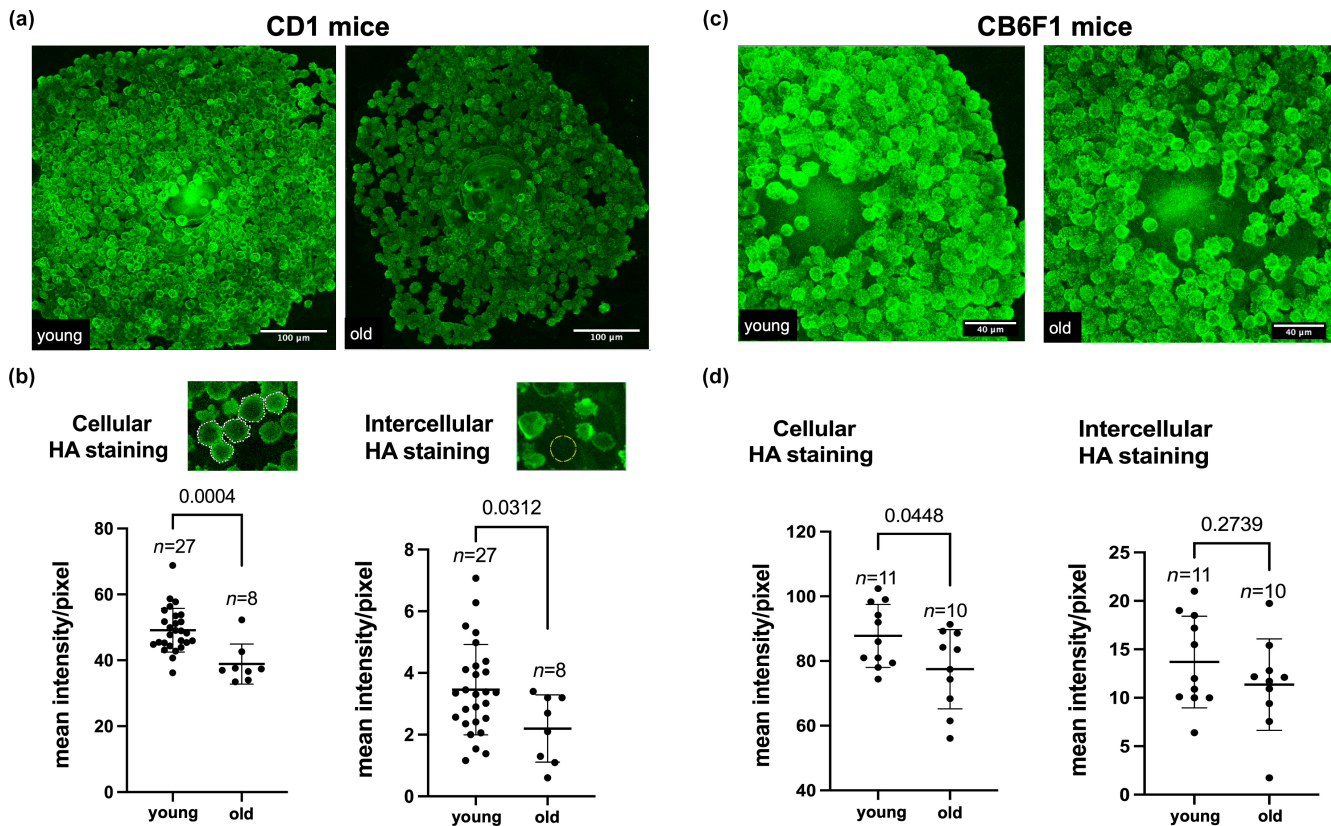 (a)
CD1 mice
young
100 μm
old
100 μm
(c)
CB6F1 mice
young
40 μm
old
40 μm
(b)
Cellular
HA staining
Intercellular
HA staining
0.0004
n=27
n=8
mean intensity/pixel
80
60
40
20
0
young
old
0.0312
n=27
n=8
mean intensity/pixel
8
6
4
2
0
young
old
(d)
Cellular
HA staining
Intercellular
HA staining
0.0448
n=11
n=10
mean intensity/pixel
120
100
80
60
40
young
old
0.2739
n=11
n=10
mean intensity/pixel
25
20
15
10
5
0
young
old